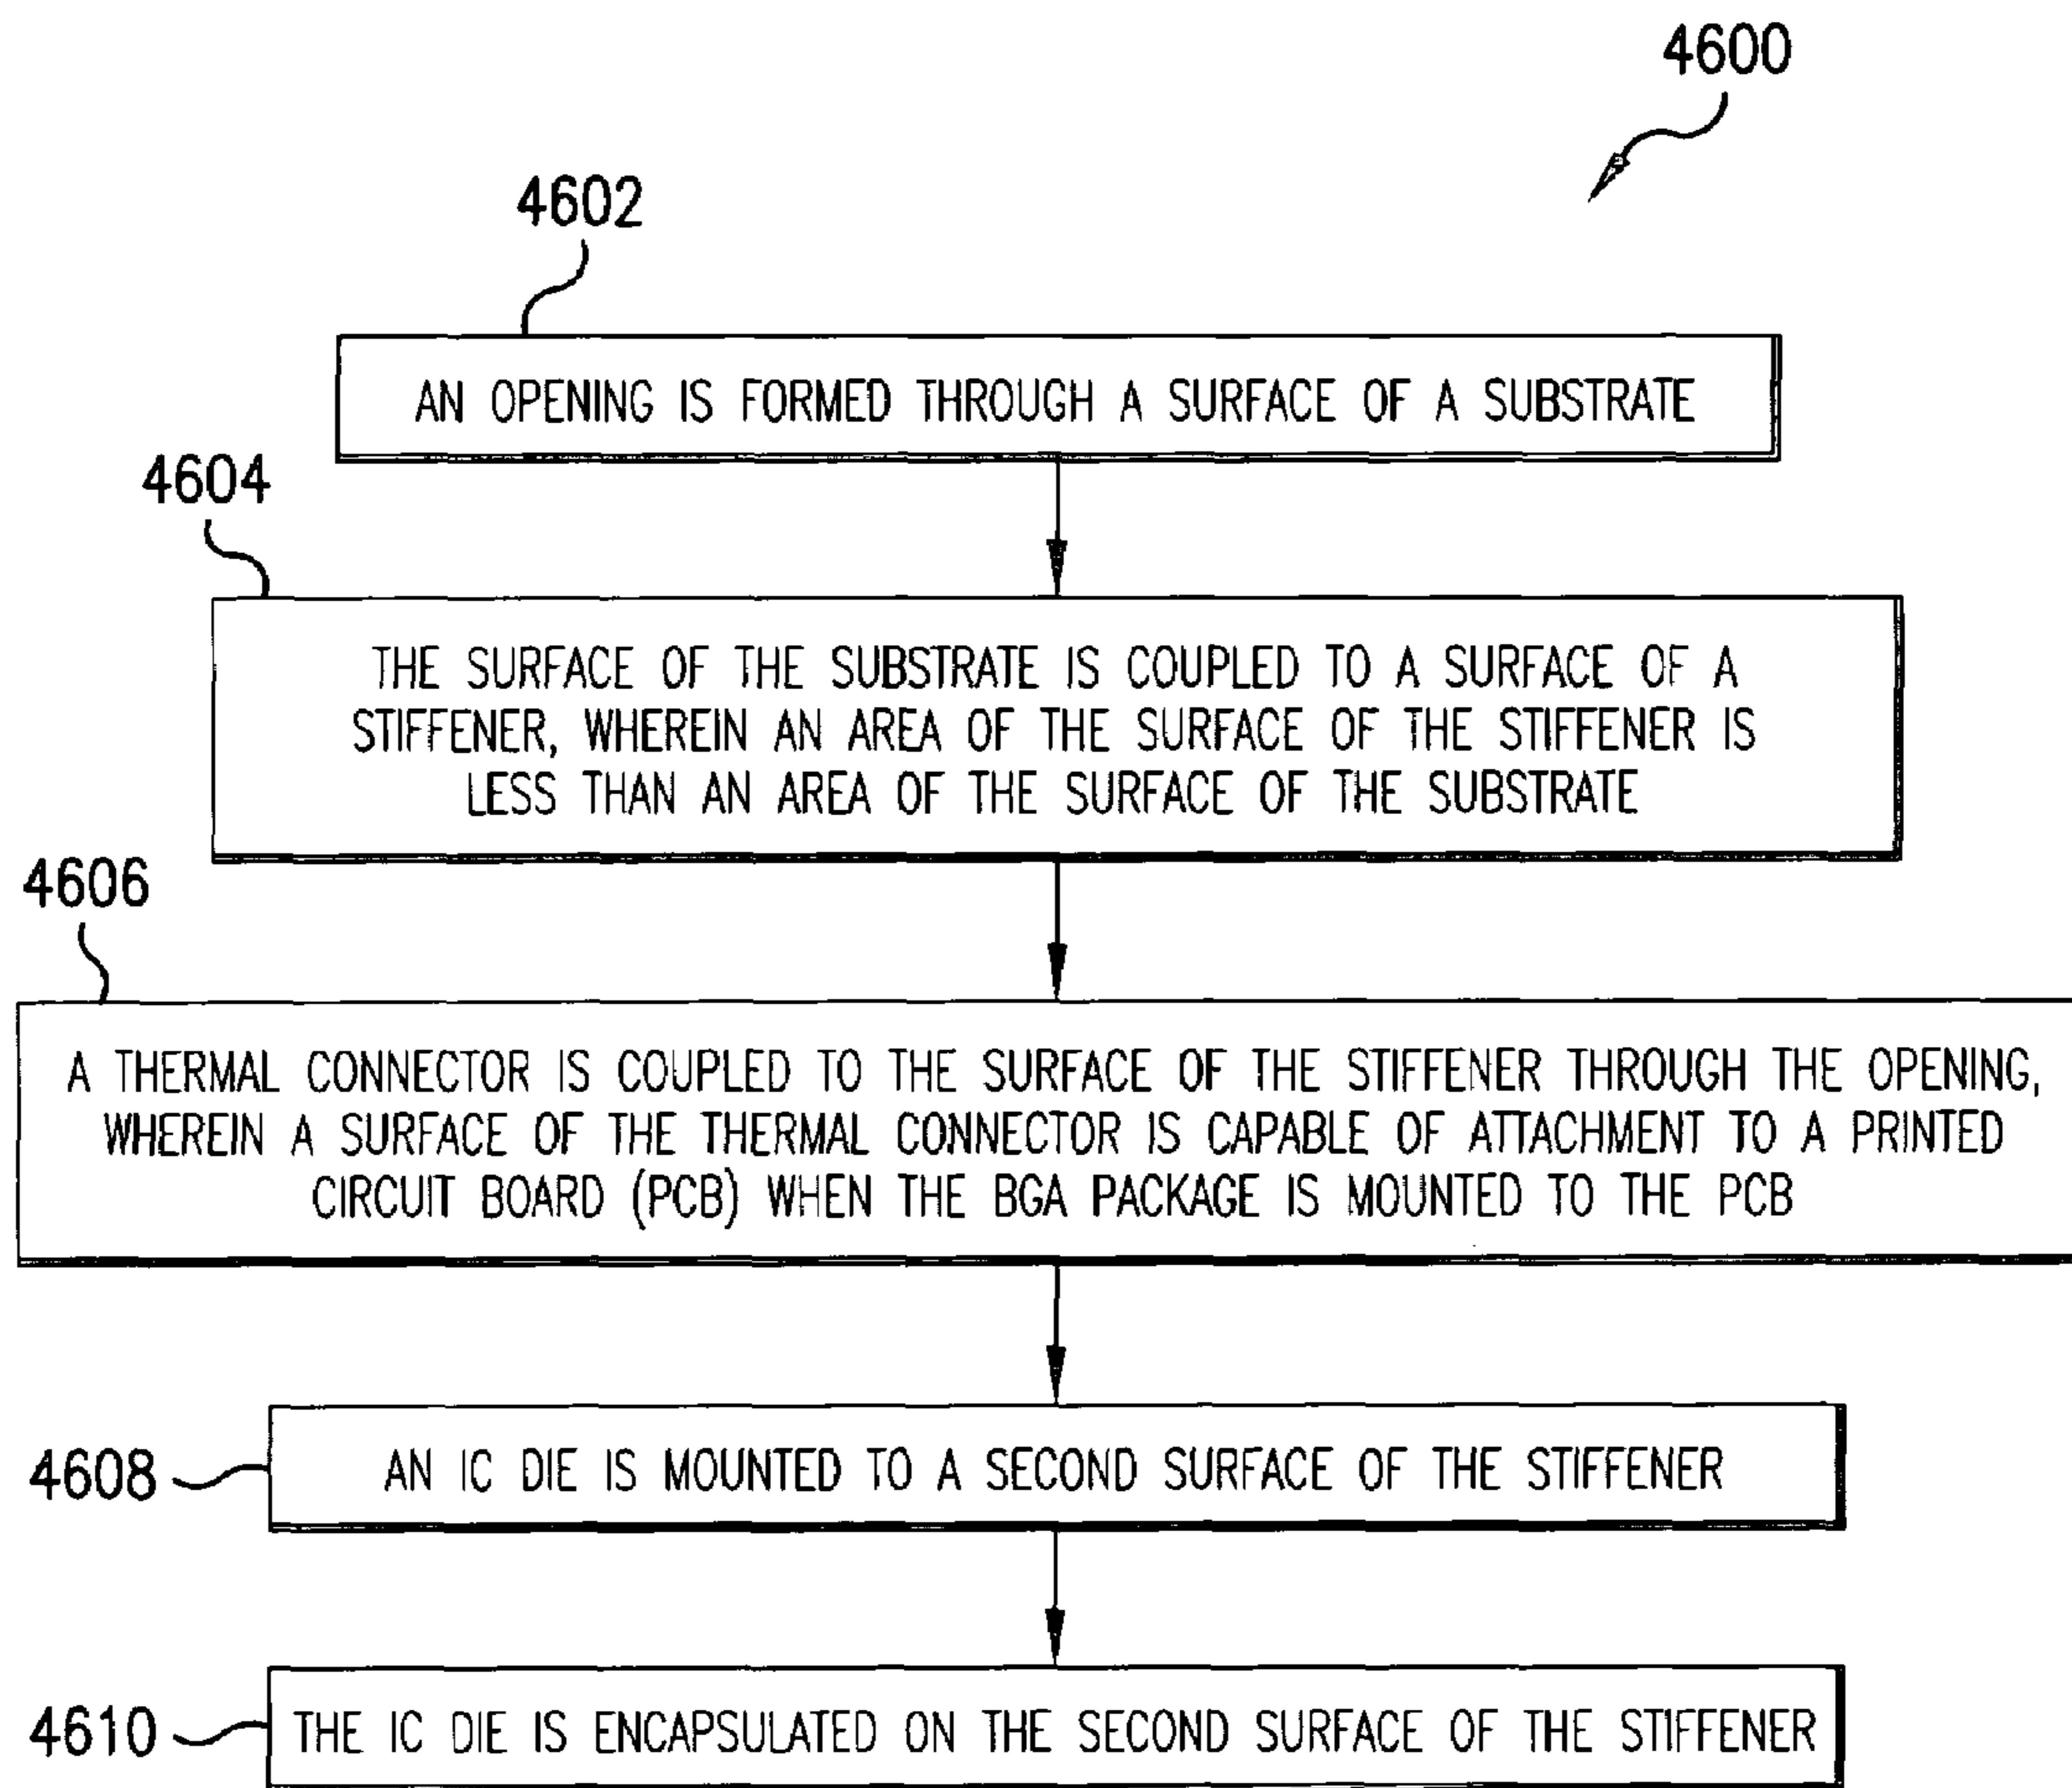 4600
4602
AN OPENING IS FORMED THROUGH A SURFACE OF A SUBSTRATE
4604
THE SURFACE OF THE SUBSTRATE IS COUPLED TO A SURFACE OF A
STIFFENER, WHEREIN AN AREA OF THE SURFACE OF THE STIFFENER IS
LESS THAN AN AREA OF THE SURFACE OF THE SUBSTRATE
4606
A THERMAL CONNECTOR IS COUPLED TO THE SURFACE OF THE STIFFENER THROUGH THE OPENING,
WHEREIN A SURFACE OF THE THERMAL CONNECTOR IS CAPABLE OF ATTACHMENT TO A PRINTED
CIRCUIT BOARD (PCB) WHEN THE BGA PACKAGE IS MOUNTED TO THE PCB
4608
AN IC DIE IS MOUNTED TO A SECOND SURFACE OF THE STIFFENER
4610
THE IC DIE IS ENCAPSULATED ON THE SECOND SURFACE OF THE STIFFENER